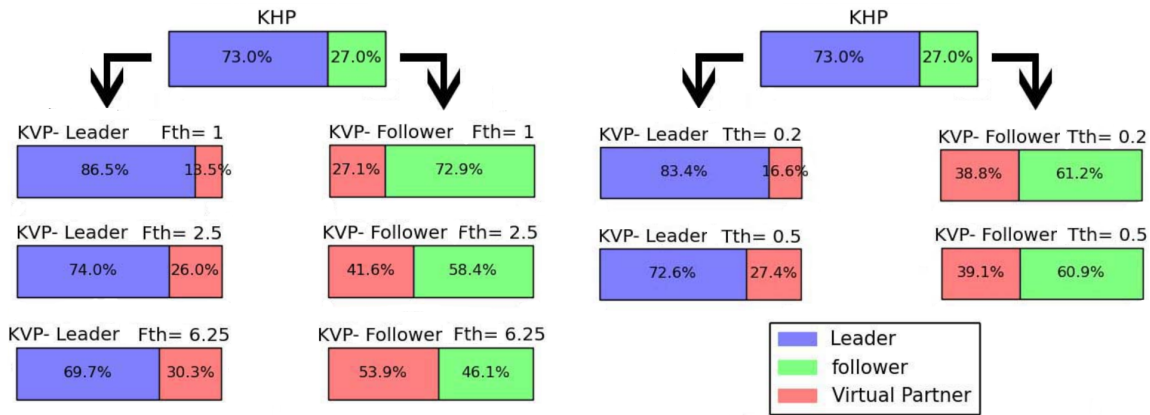 KHP
73.0% 27.0%
KVP- Leader Fth= 1
86.5% 13.5%
KVP- Follower Fth= 1
27.1% 72.9%
KVP- Leader Fth= 2.5
74.0% 26.0%
KVP- Follower Fth= 2.5
41.6% 58.4%
KVP- Leader Fth= 6.25
69.7% 30.3%
KVP- Follower Fth= 6.25
53.9% 46.1%
KHP
73.0% 27.0%
KVP- Leader Tth= 0.2
83.4% 16.6%
KVP- Follower Tth= 0.2
38.8% 61.2%
KVP- Leader Tth= 0.5
72.6% 27.4%
KVP- Follower Tth= 0.5
39.1% 60.9%
Leader
follower
Virtual Partner